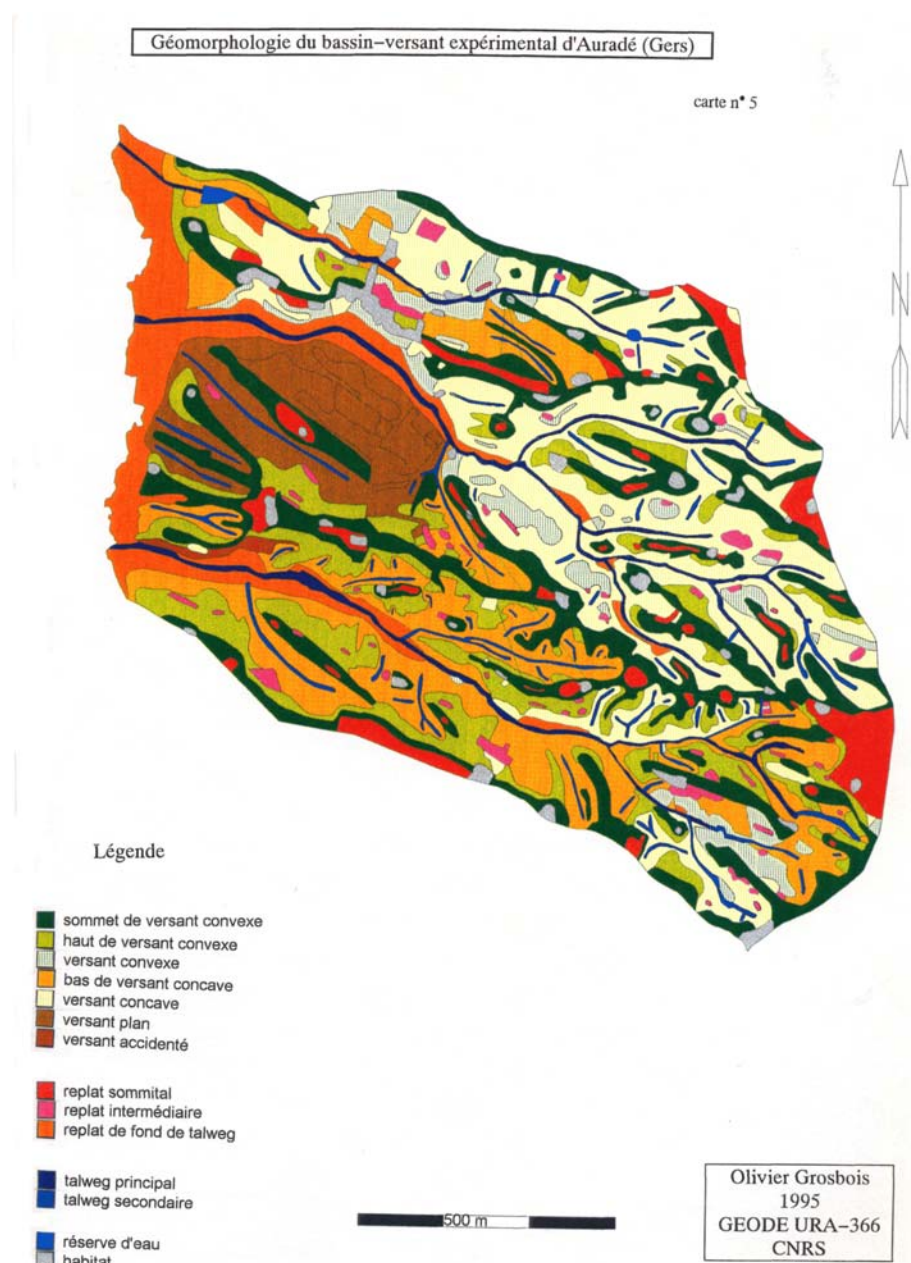 Géomorphologie du bassin–versant expérimental d'Auradé (Gers)
carte n° 5
N
Légende
sommet de versant convexe
haut de versant convexe
versant convexe
bas de versant concave
versant concave
versant plan
versant accidenté
replat sommital
replat intermédiaire
replat de fond de talweg
talweg principal
talweg secondaire
réserve d'eau
habitat
500 m
Olivier Grosbois
1995
GEODE URA–366
CNRS